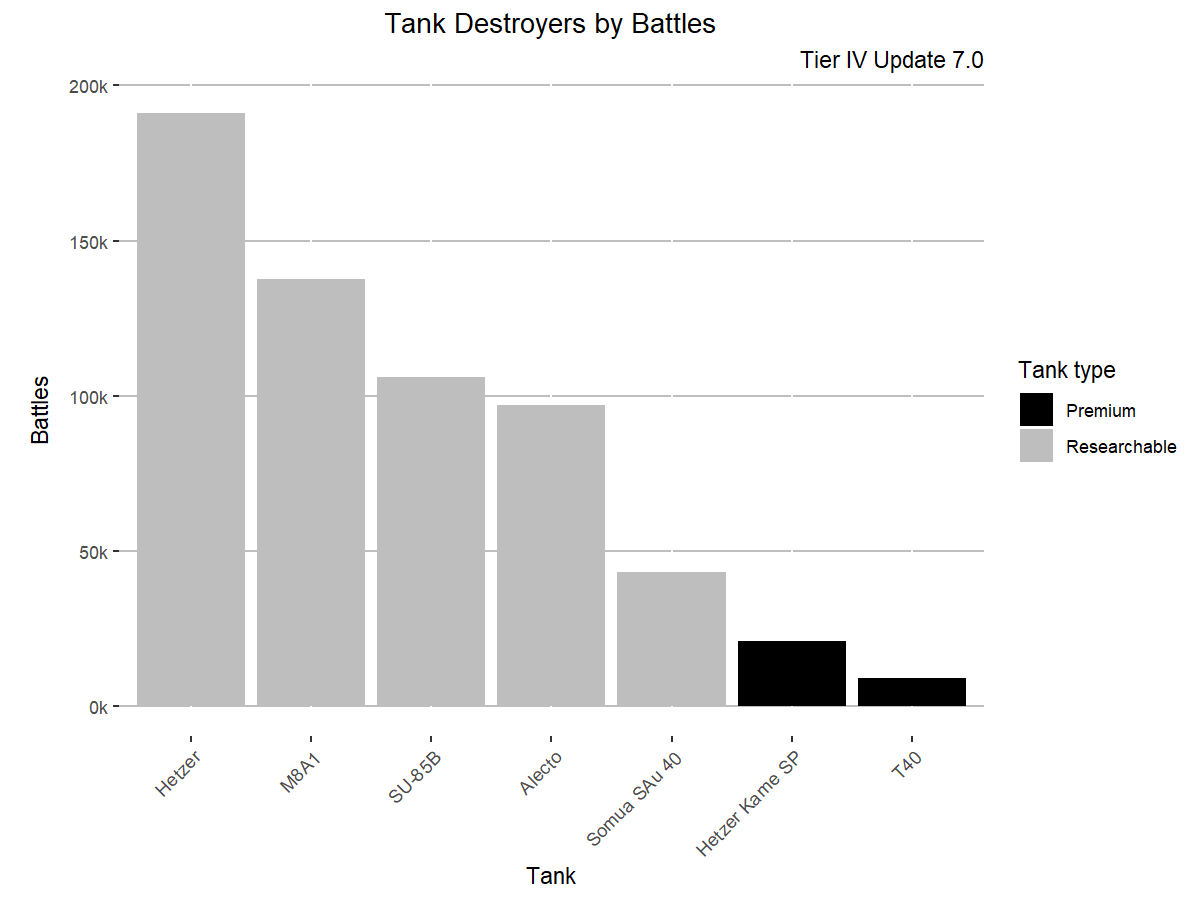 Tank Destroyers by Battles
Tier IV Update 7.0
200k
150k
100k
50k
0k
Battles
Hetzer
M8A1
SU-85B
Alecto
Somua SAu 40
Hetzer Kame SP
T40
Tank
Tank type
Premium
Researchable